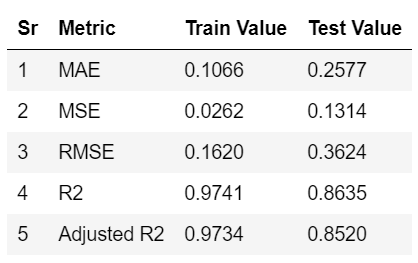 Sr Metric Train Value Test Value
1 MAE 0.1066 0.2577
2 MSE 0.0262 0.1314
3 RMSE 0.1620 0.3624
4 R2 0.9741 0.8635
5 Adjusted R2 0.9734 0.8520